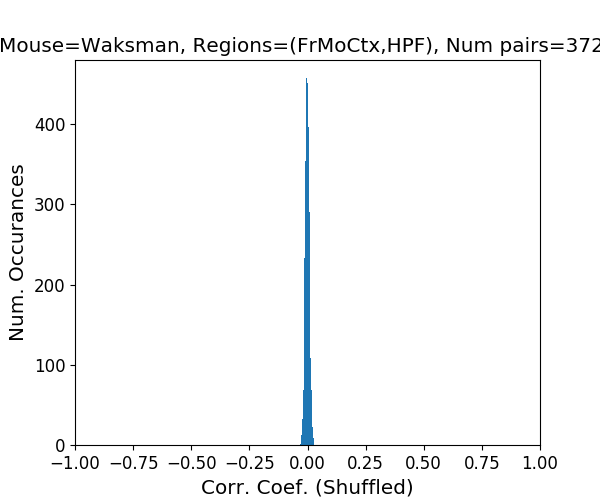 Mouse=Waksman, Regions=(FrMoCtx,HPF), Num pairs=372
Num. Occurances
400
300
200
100
0
−1.00 −0.75 −0.50 −0.25 0.00 0.25 0.50 0.75 1.00
Corr. Coef. (Shuffled)